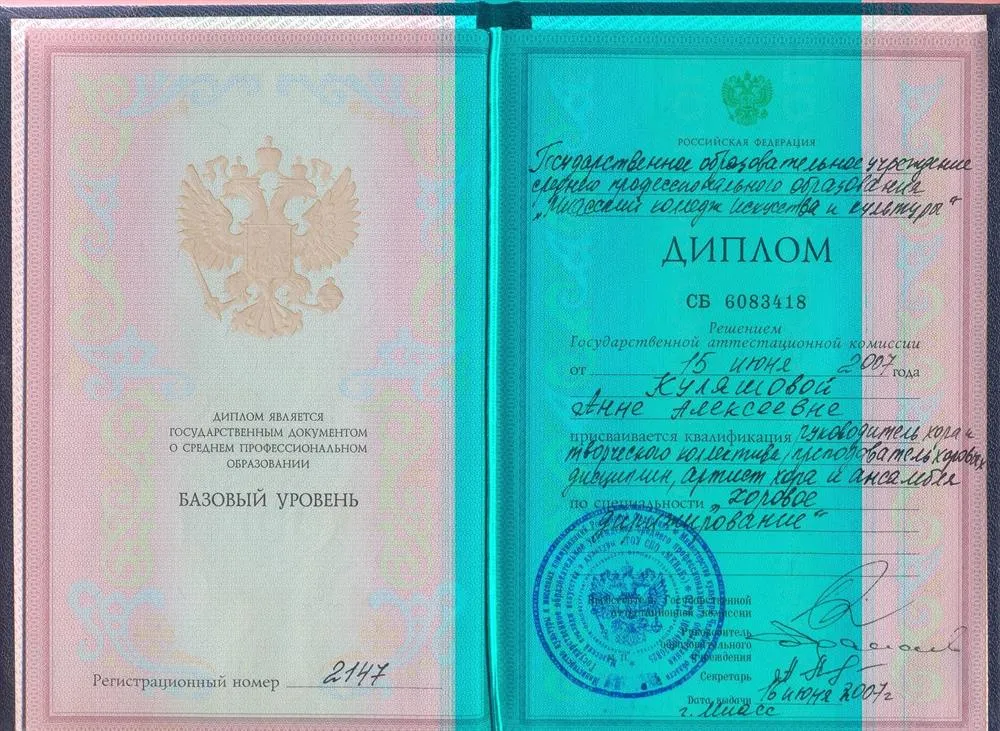 ДИПЛОМ ЯВЛЯЕТСЯ
ГОСУДАРСТВЕННЫМ ДОКУМЕНТОМ
О СРЕДНЕМ ПРОФЕССИОНАЛЬНОМ
ОБРАЗОВАНИИ
БАЗОВЫЙ УРОВЕНЬ
Регистрационный номер 2147
РОССИЙСКАЯ ФЕДЕРАЦИЯ
Государственное образовательное учреждение
среднего профессионального образования
„Миасский колледж искусства и культуры“
ДИПЛОМ
СБ 6083418
Решением
Государственной аттестационной комиссии
от 15 июня 2007 года
Куляшовой
Анне Алексеевне
присваивается квалификация руководитель хора и
творческого коллектива, преподаватель хоровых
дисциплин, артист хора и ансамбля
по специальности „Хоровое
дирижирование“
Председатель Государственной
аттестационной комиссии
Руководитель
образовательного
учреждения
Секретарь
Дата выдачи 16 июня 2007г
г. Миасс